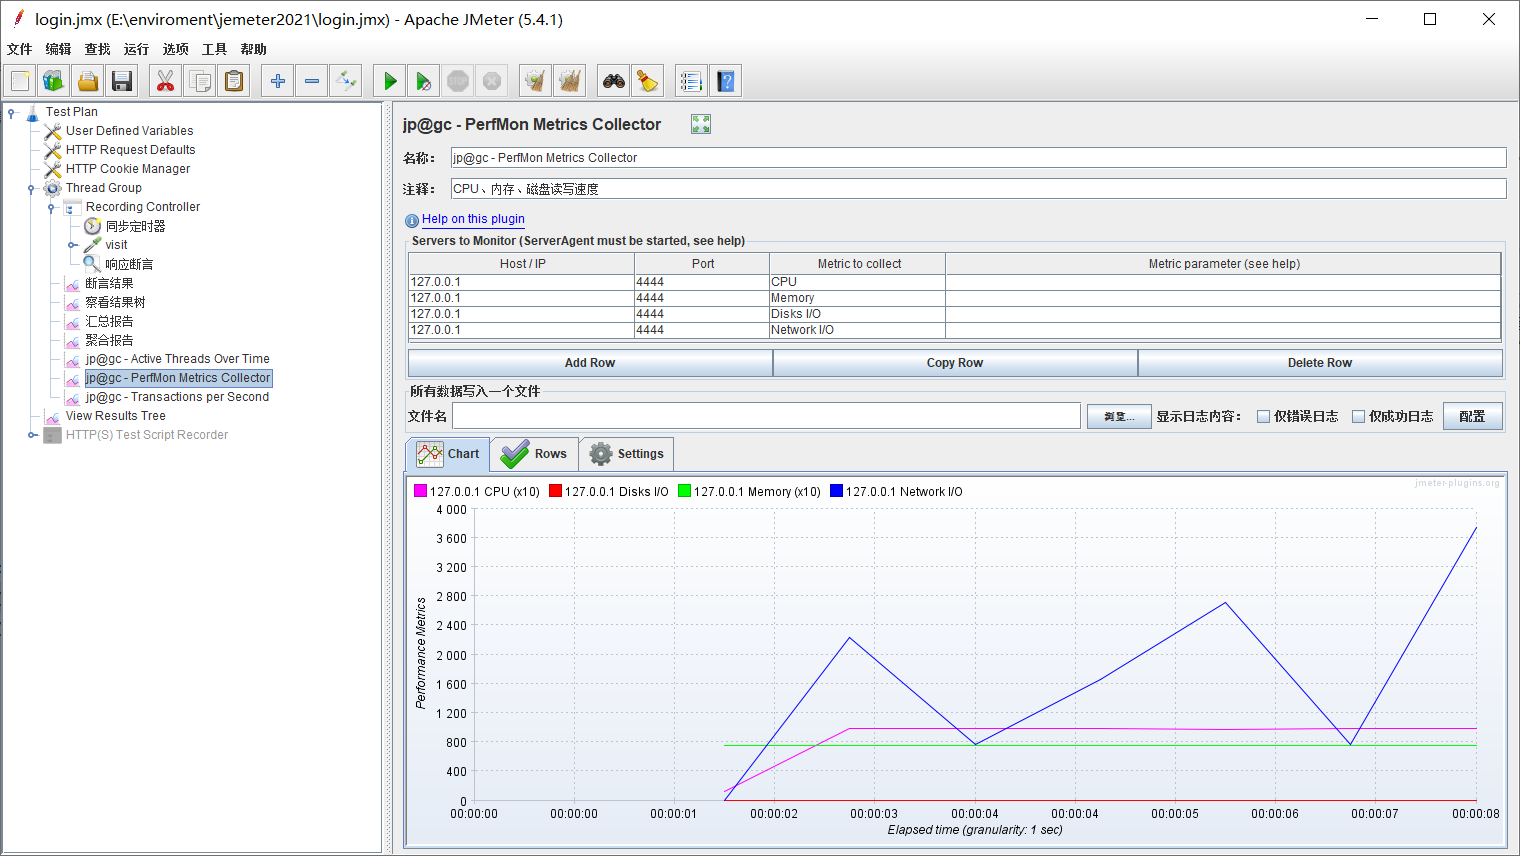 login.jmx (E:\enviroment\jemeter2021\login.jmx) - Apache JMeter (5.4.1)
文件 编辑 查找 运行 选项 工具 帮助
STOP
Test Plan
User Defined Variables
HTTP Request Defaults
HTTP Cookie Manager
Thread Group
Recording Controller
同步定时器
visit
响应断言
断言结果
察看结果树
汇总报告
聚合报告
jp@gc - Active Threads Over Time
jp@gc - PerfMon Metrics Collector
jp@gc - Transactions per Second
View Results Tree
HTTP(S) Test Script Recorder
jp@gc - PerfMon Metrics Collector
名称： jp@gc - PerfMon Metrics Collector
注释： CPU、内存、磁盘读写速度
Help on this plugin
Servers to Monitor (ServerAgent must be started, see help)
Host / IP Port Metric to collect Metric parameter (see help)
127.0.0.1 4444 CPU
127.0.0.1 4444 Memory
127.0.0.1 4444 Disks I/O
127.0.0.1 4444 Network I/O
Add Row Copy Row Delete Row
所有数据写入一个文件
文件名 浏览... 显示日志内容： 仅错误日志 仅成功日志 配置
Chart Rows Settings
jmeter-plugins.org
127.0.0.1 CPU (x10) 127.0.0.1 Disks I/O 127.0.0.1 Memory (x10) 127.0.0.1 Network I/O
4 000
3 600
3 200
2 800
2 400
2 000
1 600
1 200
800
400
0
Performance Metrics
00:00:00 00:00:00 00:00:01 00:00:02 00:00:03 00:00:04 00:00:04 00:00:05 00:00:06 00:00:07 00:00:08
Elapsed time (granularity: 1 sec)